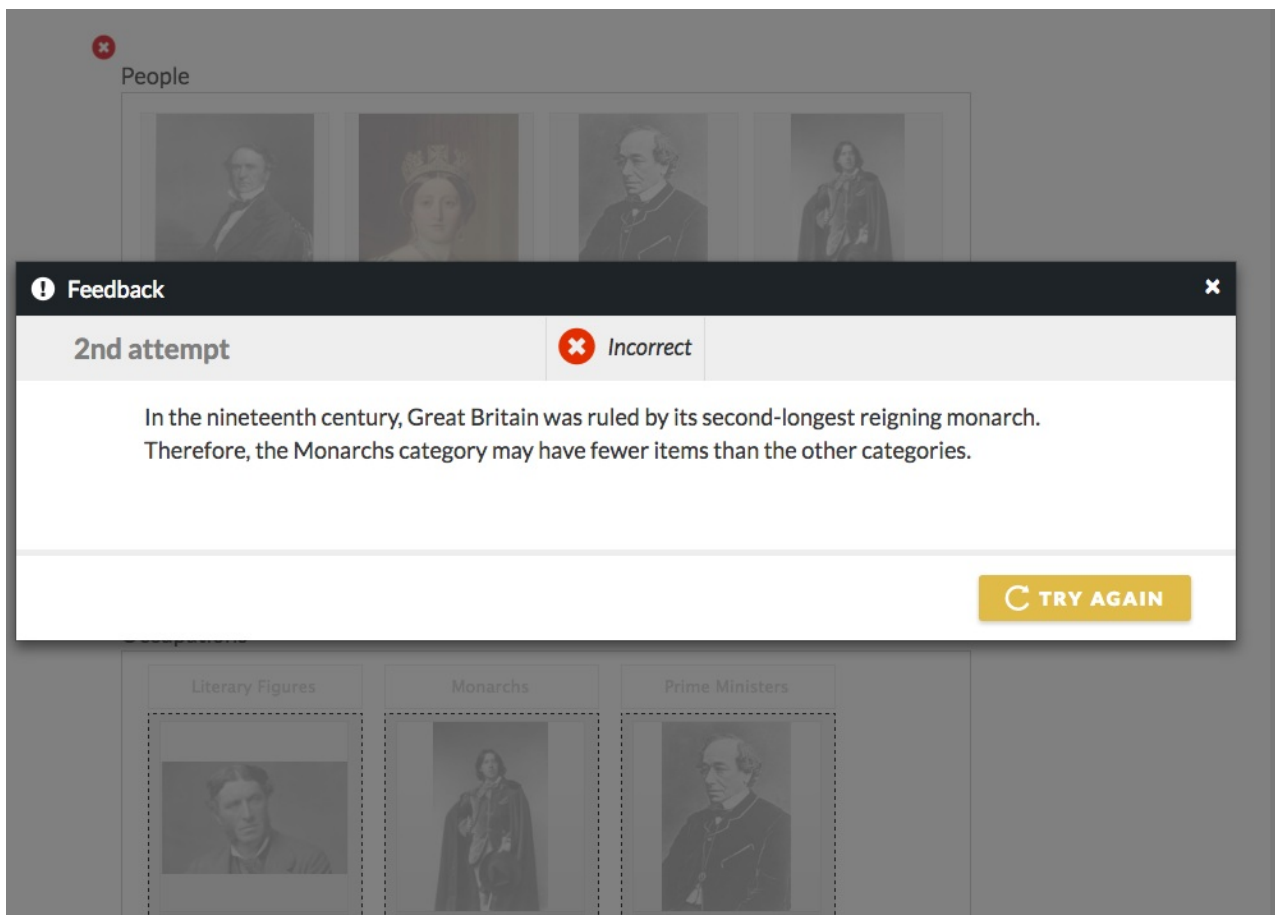 People
Feedback
2nd attempt
Incorrect
In the nineteenth century, Great Britain was ruled by its second-longest reigning monarch.
Therefore, the Monarchs category may have fewer items than the other categories.
TRY AGAIN
Occupations
Literary Figures
Monarchs
Prime Ministers